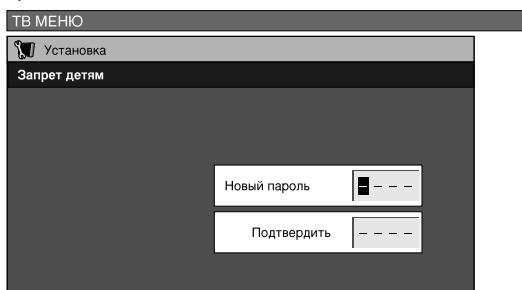 ТВ МЕНЮ
Установка
Запрет детям
Новый пароль – – – –
Подтвердить – – – –